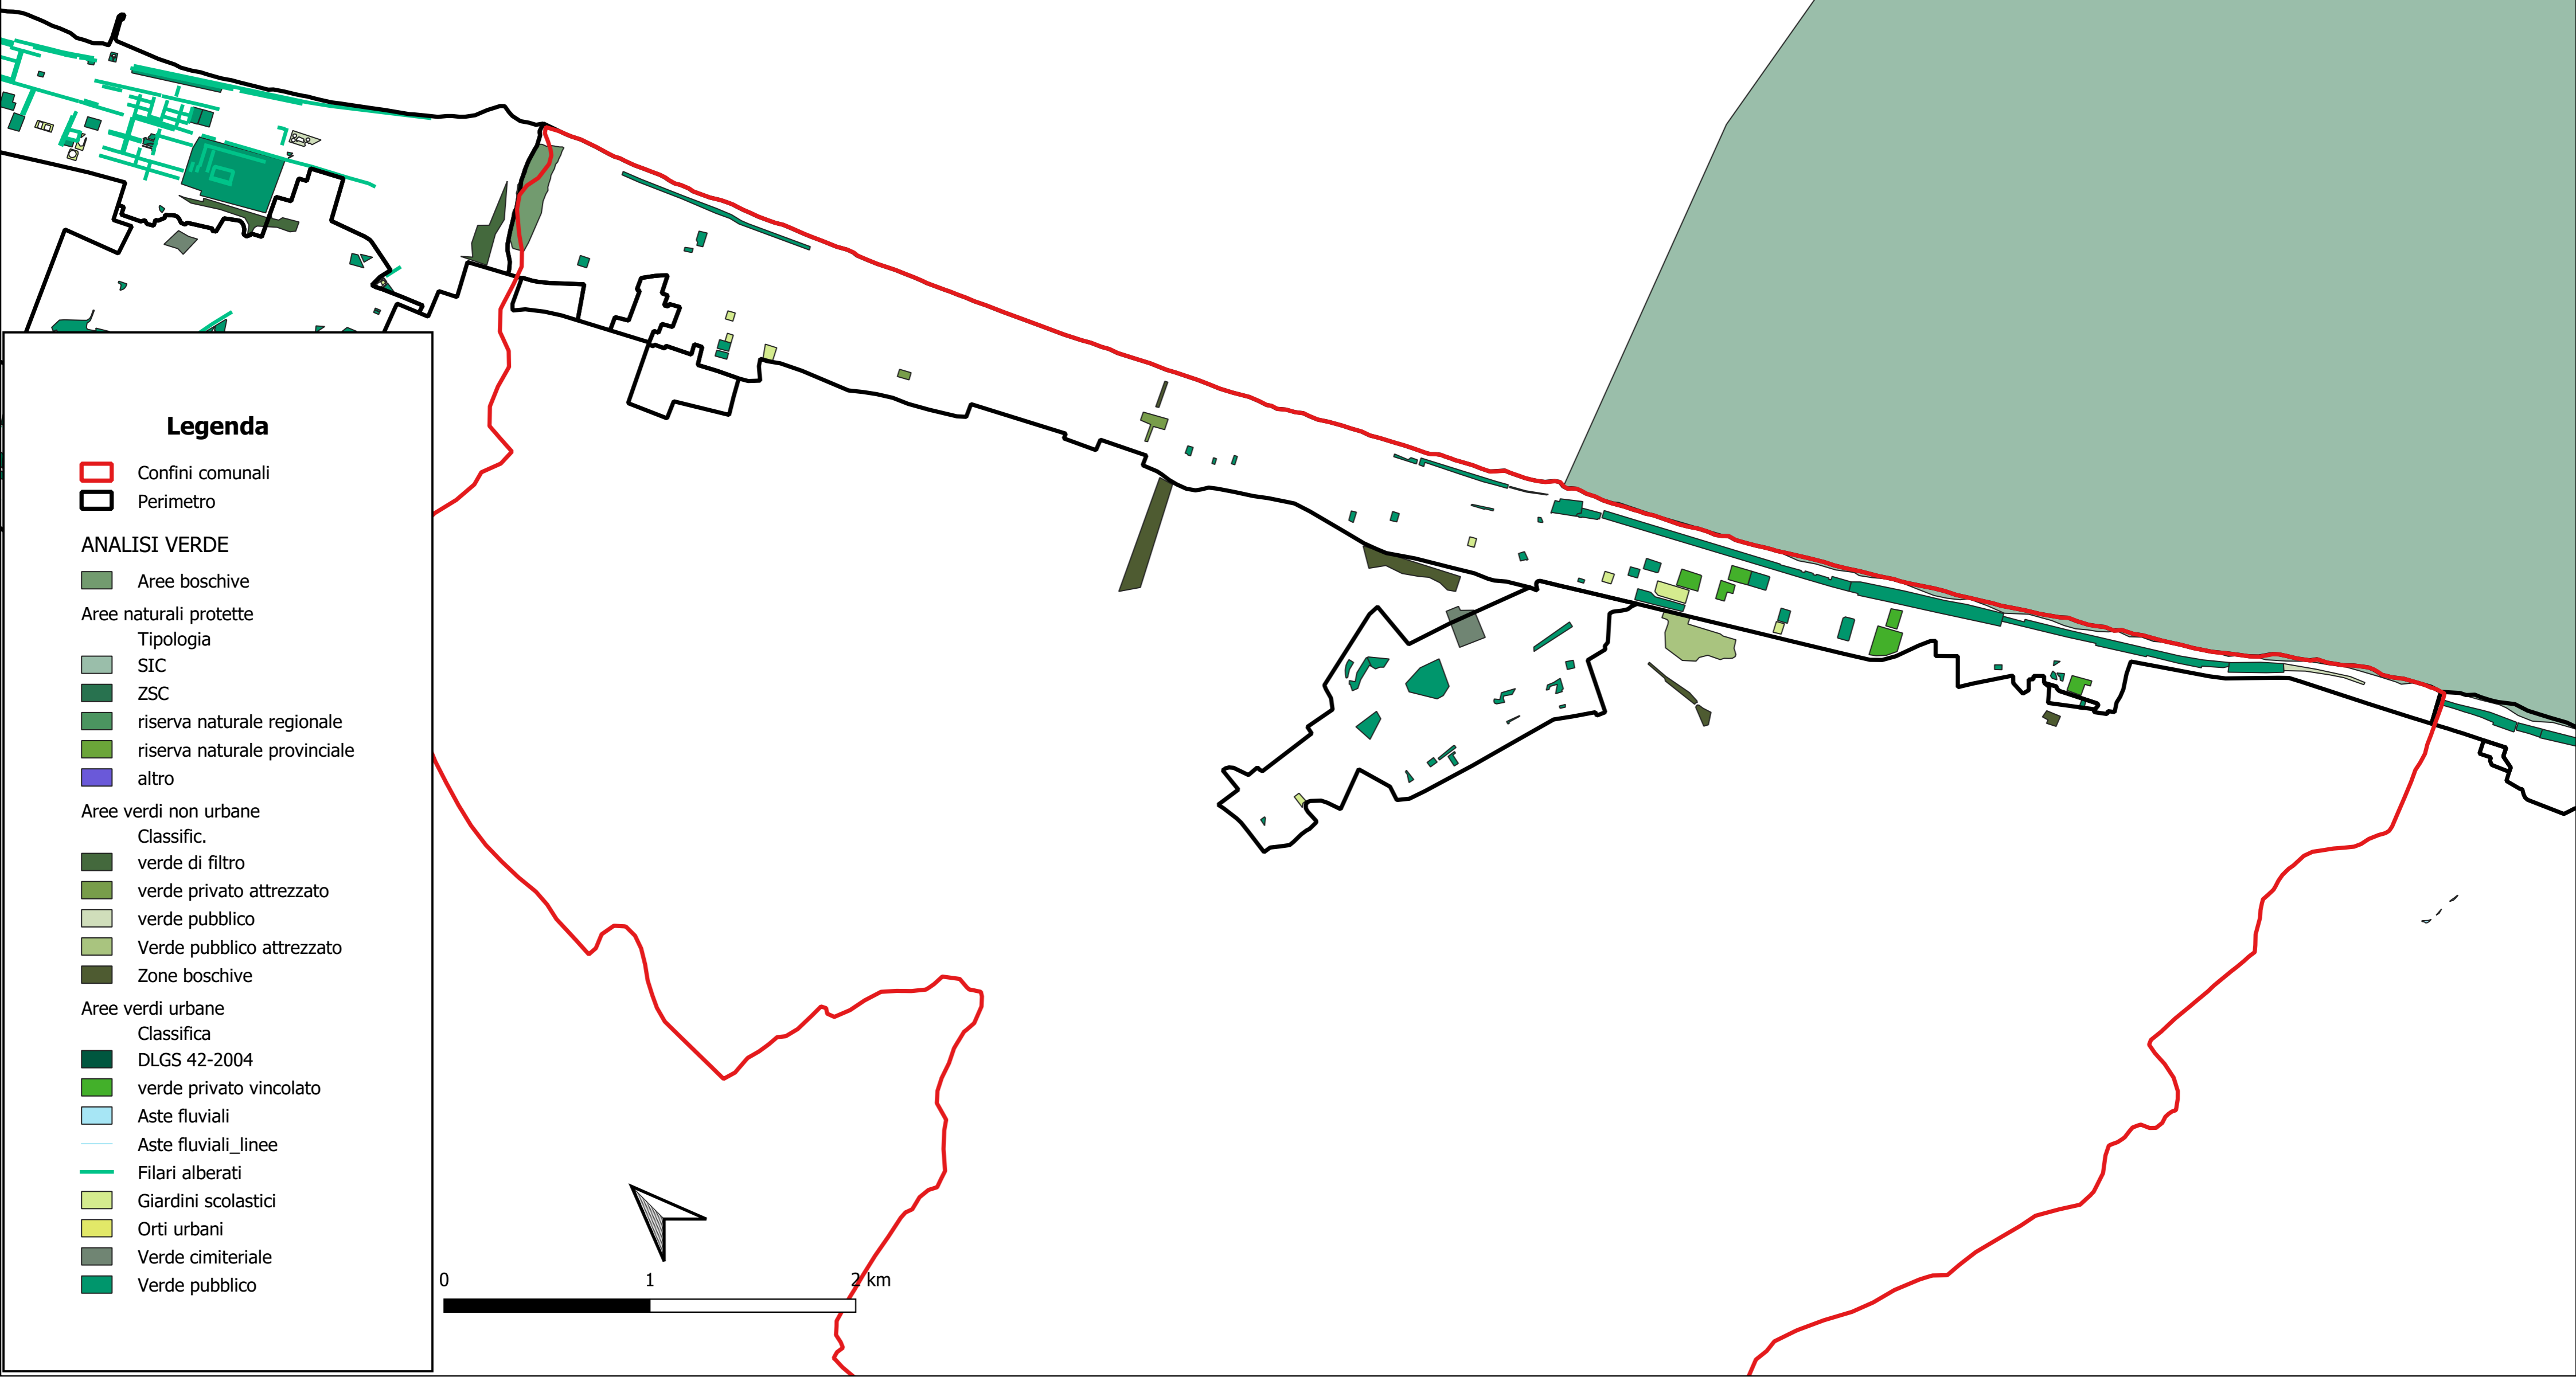 Legenda
Confini comunali
Perimetro
ANALISI VERDE
Aree boschive
Aree naturali protette
Tipologia
SIC
ZSC
riserva naturale regionale
riserva naturale provinciale
altro
Aree verdi non urbane
Classific.
verde di filtro
verde privato attrezzato
verde pubblico
Verde pubblico attrezzato
Zone boschive
Aree verdi urbane
Classifica
DLGS 42-2004
verde privato vincolato
Aste fluviali
Aste fluviali_linee
Filari alberati
Giardini scolastici
Orti urbani
Verde cimiteriale
Verde pubblico
0 1 2 km